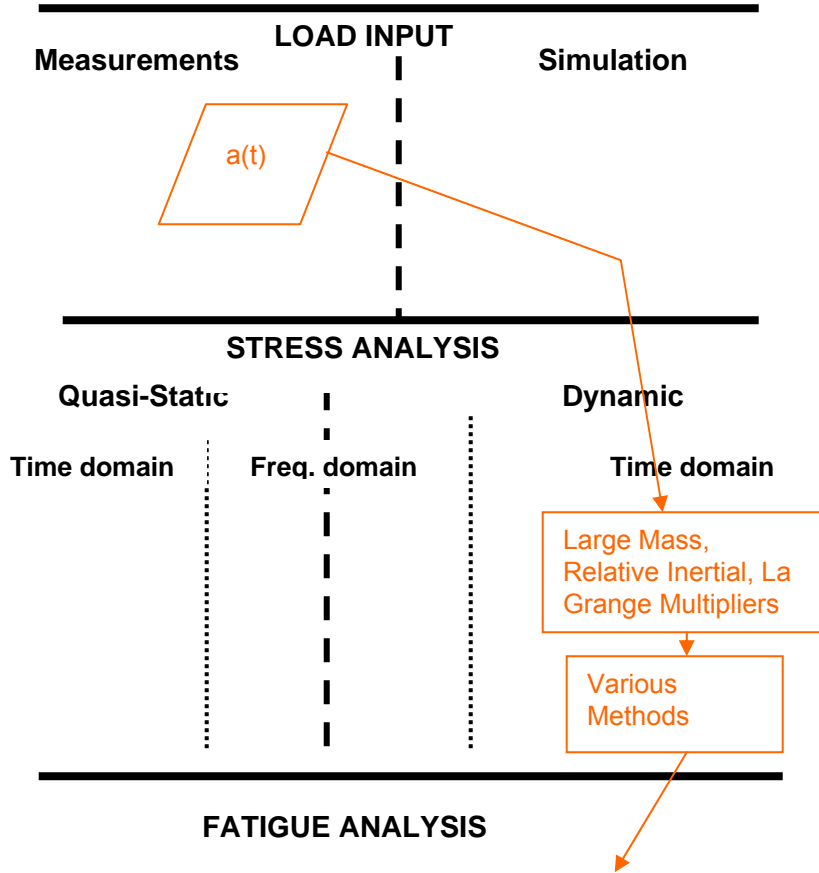 LOAD INPUT
Measurements
Simulation
a(t)
STRESS ANALYSIS
Quasi-Static
Dynamic
Time domain
Freq. domain
Time domain
Large Mass,
Relative Inertial, La
Grange Multipliers
Various
Methods
FATIGUE ANALYSIS